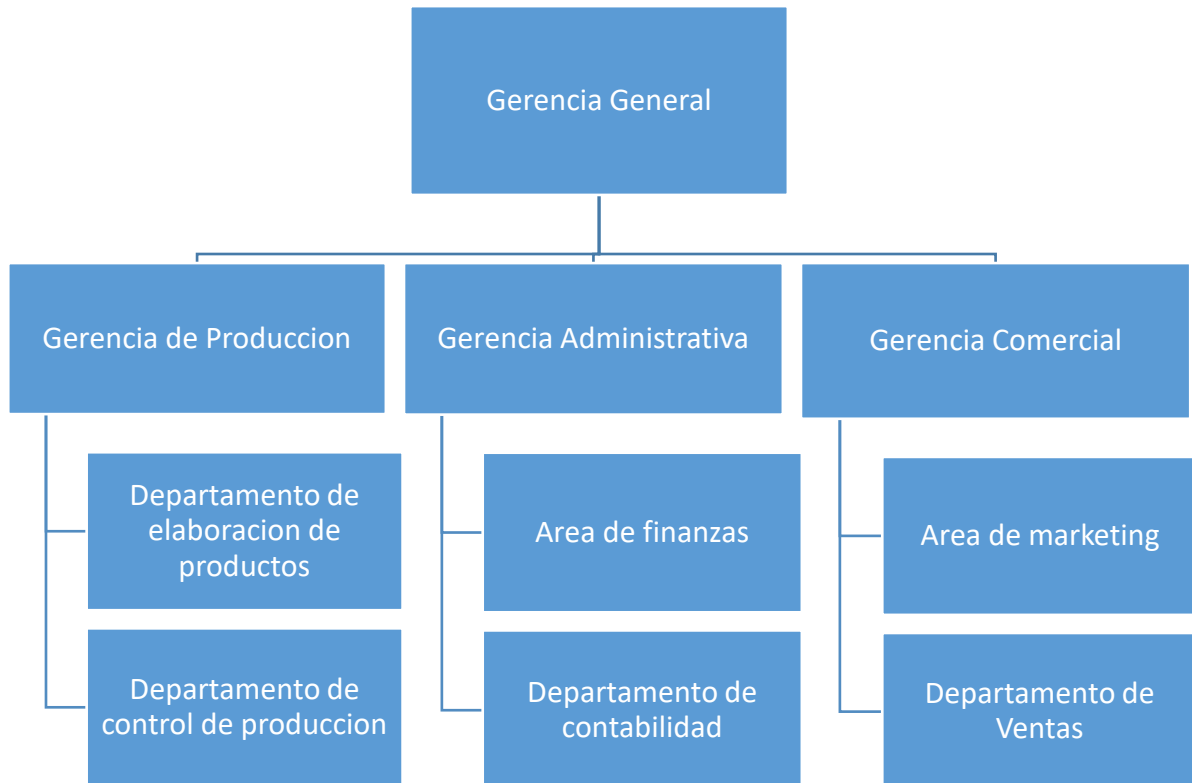 Gerencia General
Gerencia de Produccion
Gerencia Administrativa
Gerencia Comercial
Departamento de
elaboracion de
productos
Area de finanzas
Area de marketing
Departamento de
control de produccion
Departamento de
contabilidad
Departamento de
Ventas